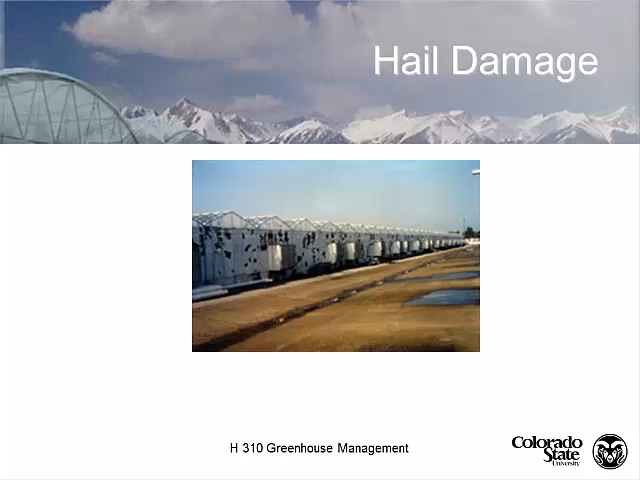 Hail Damage
H 310 Greenhouse Management
Colorado
State
University